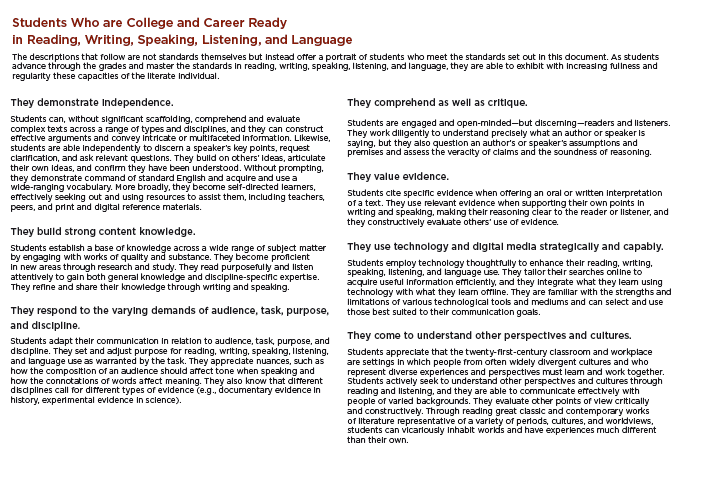 Students Who are College and Career Ready
in Reading, Writing, Speaking, Listening, and Language
The descriptions that follow are not standards themselves but instead offer a portrait of students who meet the standards set out in this document. As students
advance through the grades and master the standards in reading, writing, speaking, listening, and language, they are able to exhibit with increasing fullness and
regularity these capacities of the literate individual.
They demonstrate independence.
Students can, without significant scaffolding, comprehend and evaluate
complex texts across a range of types and disciplines, and they can construct
effective arguments and convey intricate or multifaceted information. Likewise,
students are able independently to discern a speaker's key points, request
clarification, and ask relevant questions. They build on others' ideas, articulate
their own ideas, and confirm they have been understood. Without prompting,
they demonstrate command of standard English and acquire and use a
wide-ranging vocabulary. More broadly, they become self-directed learners,
effectively seeking out and using resources to assist them, including teachers,
peers, and print and digital reference materials.
They build strong content knowledge.
Students establish a base of knowledge across a wide range of subject matter
by engaging with works of quality and substance. They become proficient
in new areas through research and study. They read purposefully and listen
attentively to gain both general knowledge and discipline-specific expertise.
They refine and share their knowledge through writing and speaking.
They respond to the varying demands of audience, task, purpose,
and discipline.
Students adapt their communication in relation to audience, task, purpose, and
discipline. They set and adjust purpose for reading, writing, speaking, listening,
and language use as warranted by the task. They appreciate nuances, such as
how the composition of an audience should affect tone when speaking and
how the connotations of words affect meaning. They also know that different
disciplines call for different types of evidence (e.g., documentary evidence in
history, experimental evidence in science).
They comprehend as well as critique.
Students are engaged and open-minded—but discerning—readers and listeners.
They work diligently to understand precisely what an author or speaker is
saying, but they also question an author's or speaker's assumptions and
premises and assess the veracity of claims and the soundness of reasoning.
They value evidence.
Students cite specific evidence when offering an oral or written interpretation
of a text. They use relevant evidence when supporting their own points in
writing and speaking, making their reasoning clear to the reader or listener, and
they constructively evaluate others' use of evidence.
They use technology and digital media strategically and capably.
Students employ technology thoughtfully to enhance their reading, writing,
speaking, listening, and language use. They tailor their searches online to
acquire useful information efficiently, and they integrate what they learn using
technology with what they learn offline. They are familiar with the strengths and
limitations of various technological tools and mediums and can select and use
those best suited to their communication goals.
They come to understand other perspectives and cultures.
Students appreciate that the twenty-first-century classroom and workplace
are settings in which people from often widely divergent cultures and who
represent diverse experiences and perspectives must learn and work together.
Students actively seek to understand other perspectives and cultures through
reading and listening, and they are able to communicate effectively with
people of varied backgrounds. They evaluate other points of view critically
and constructively. Through reading great classic and contemporary works
of literature representative of a variety of periods, cultures, and worldviews,
students can vicariously inhabit worlds and have experiences much different
than their own.